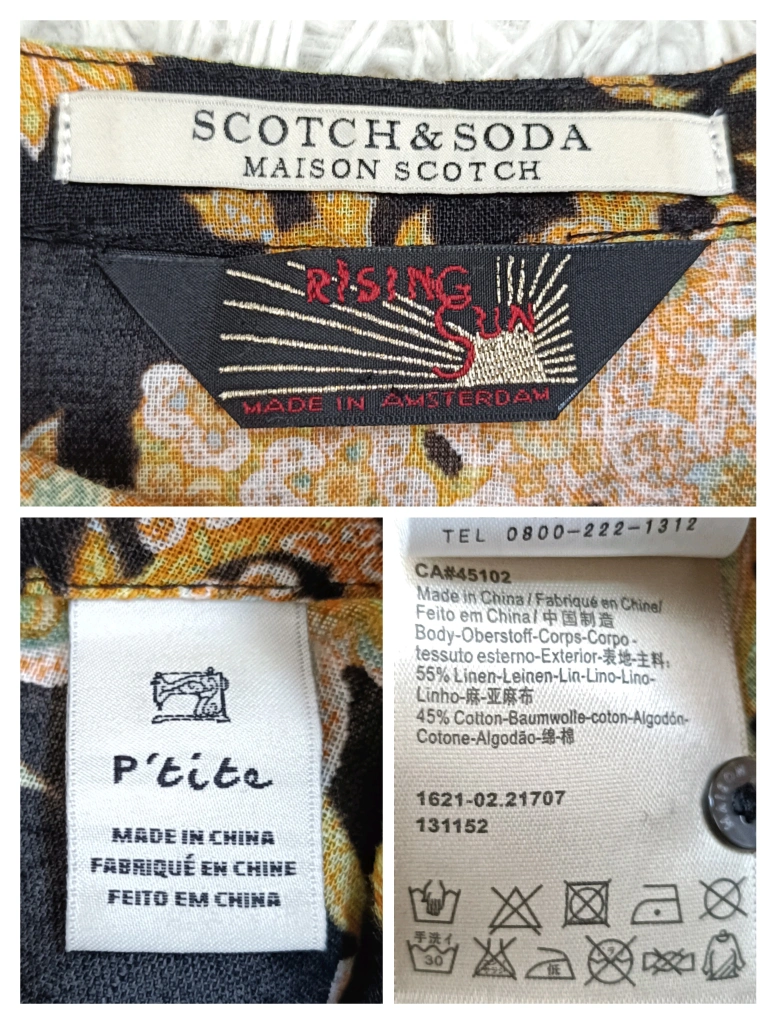 SCOTCH & SODA
MAISON SCOTCH
RISING
SUN
MADE IN AMSTERDAM
P'tite
MADE IN CHINA
FABRIQUÉ EN CHINE
FEITO EM CHINA
TEL 0800-222-1312
CA#45102
Made in China / Fabriqué en Chine/
Feito em China / 中国制造
Body-Oberstoff-Corps-Corpo-
tessuto esterno-Exterior-表地-主料:
55% Linen-Leinen-Lin-Lino-Lino-
Linho-麻-亚麻布
45% Cotton-Baumwolle-coton-Algodón-
Cotone-Algodão-绵-棉
1621-02.21707
131152
手洗イ
30
低